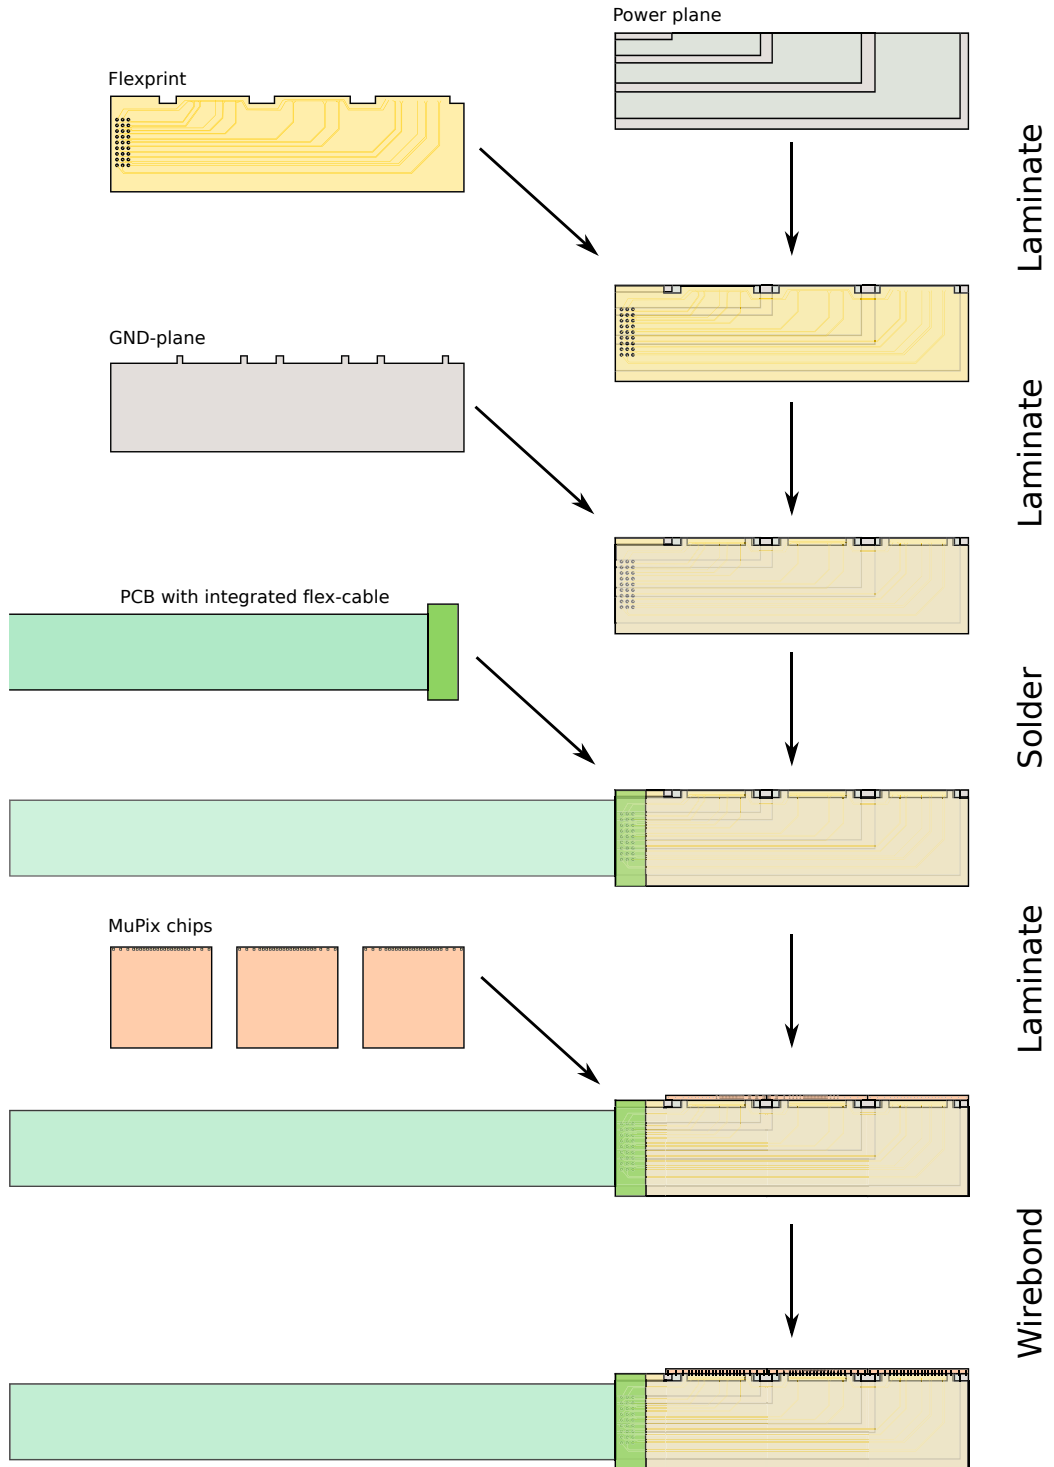 Power plane
Flexprint
Laminate
GND-plane
Laminate
PCB with integrated flex-cable
Solder
MuPix chips
Laminate
Wirebond